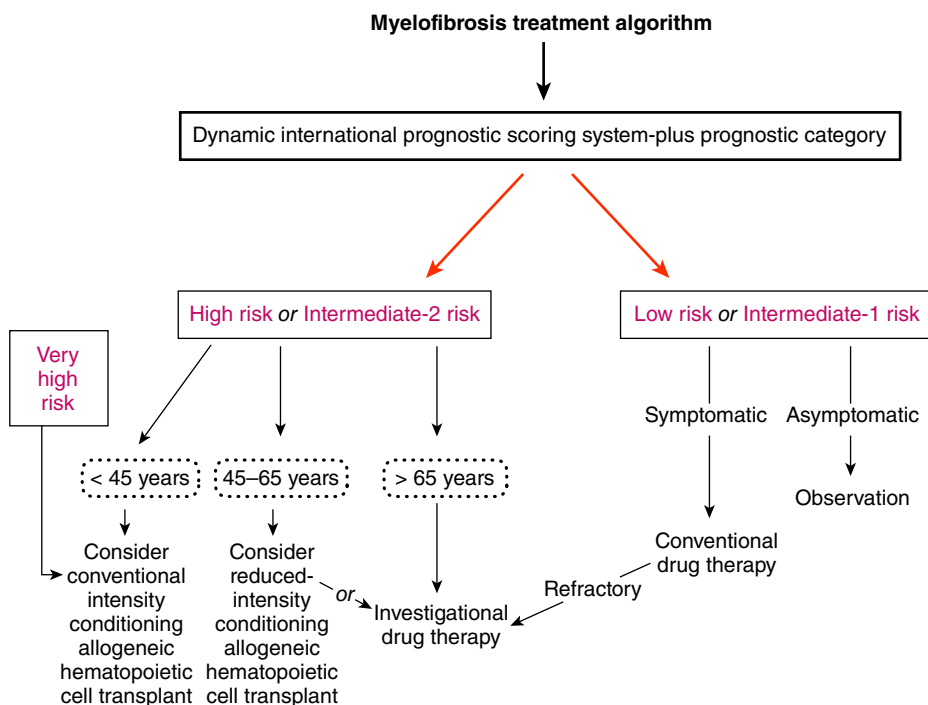 Myelofibrosis treatment algorithm
Dynamic international prognostic scoring system-plus prognostic category
High risk or Intermediate-2 risk
Low risk or Intermediate-1 risk
Very
high
risk
Symptomatic
Asymptomatic
< 45 years
45–65 years
> 65 years
Observation
Consider
conventional
intensity
conditioning
allogeneic
hematopoietic
cell transplant
Consider
reduced-
intensity
conditioning
allogeneic
hematopoietic
cell transplant
or
Investigational
drug therapy
Refractory
Conventional
drug therapy